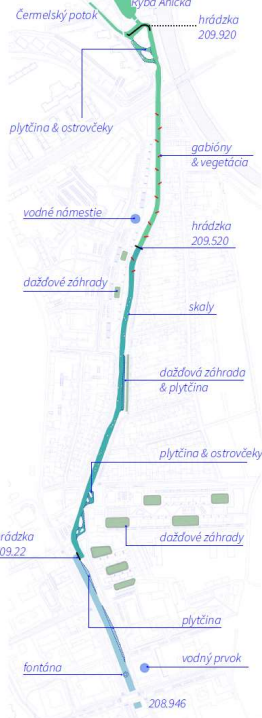 Ryba Anička
Čermelský potok
hrádzka
209.920
plytčina & ostrovčeky
gabióny
& vegetácia
vodné námestie
hrádzka
209.520
dažďové záhrady
skaly
dažďová záhrada
& plytčina
plytčina & ostrovčeky
hrádzka
09.22
dažďové záhrady
plytčina
vodný prvok
fontána
208.946